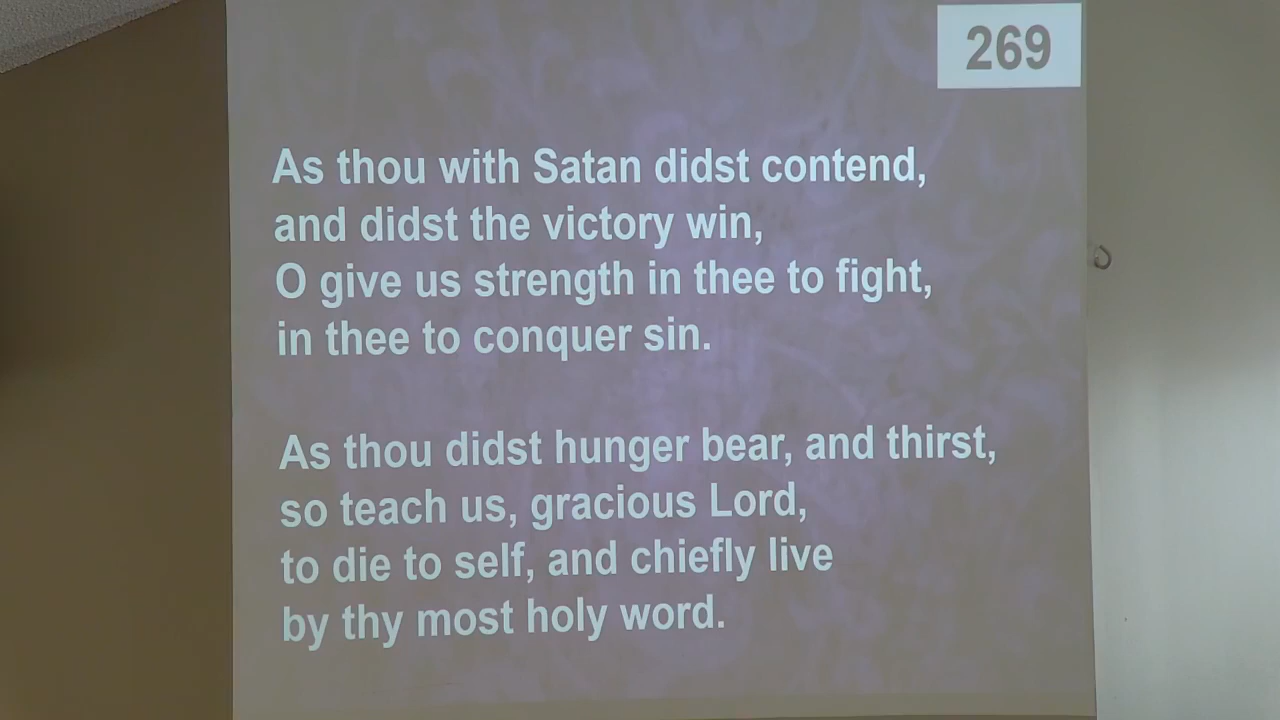 269
As thou with Satan didst contend,
and didst the victory win,
O give us strength in thee to fight,
in thee to conquer sin.
As thou didst hunger bear, and thirst,
so teach us, gracious Lord,
to die to self, and chiefly live
by thy most holy word.